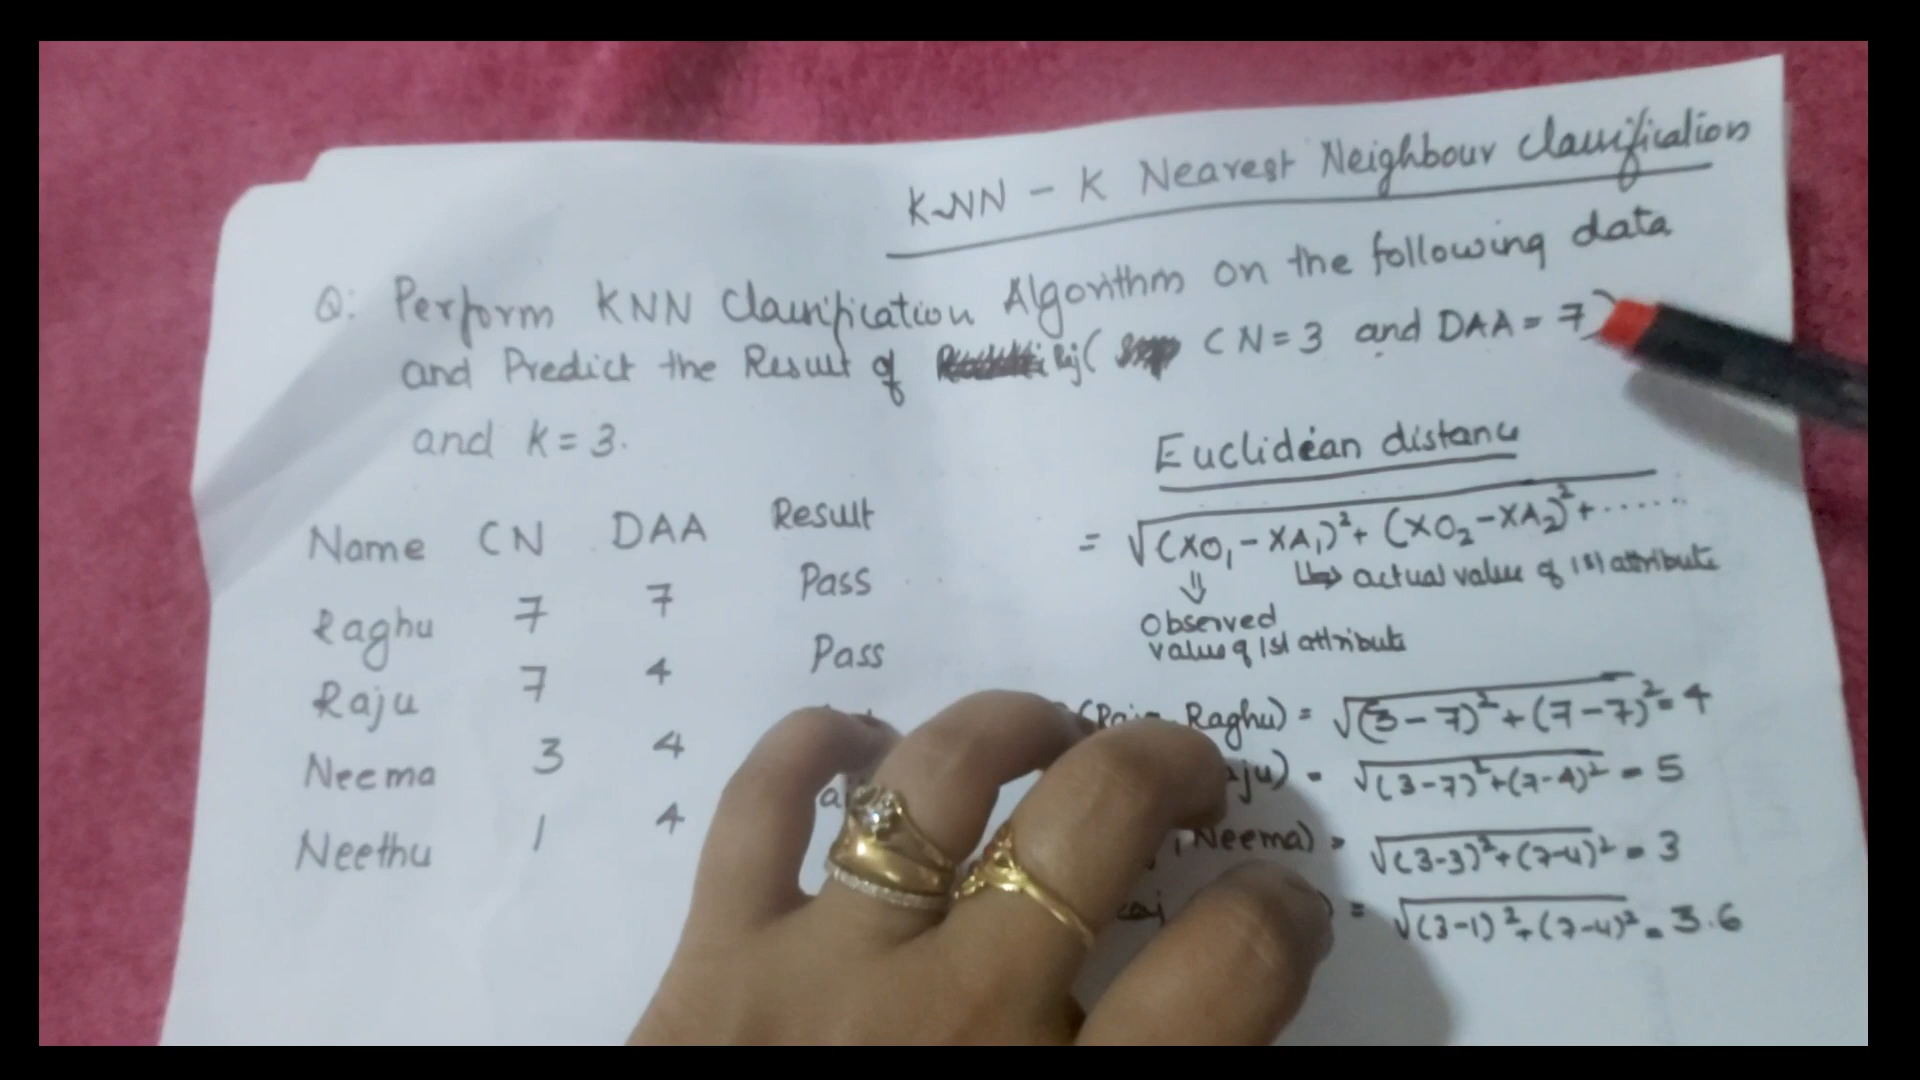 KNN - K Nearest Neighbour Classification
Q: Perform KNN Classification Algorithm on the following data
and Predict the Result of Raj ( CN = 3 and DAA = 7)
and k = 3.
Name CN DAA Result
Raghu 7 7 Pass
Raju 7 4 Pass
Neema 3 4
Neethu 1 4
Euclidean distance
= √(XO₁ - XA₁)² + (XO₂ - XA₂)² + ......
⇓ ↳ actual value of 1st attribute
Observed
value of 1st attribute
Raghu) = √(3 - 7)² + (7 - 7)² = 4
= √(3-7)² + (7-4)² = 5
, Neema) = √(3-3)² + (7-4)² = 3
) = √(3-1)² + (7-4)² = 3.6